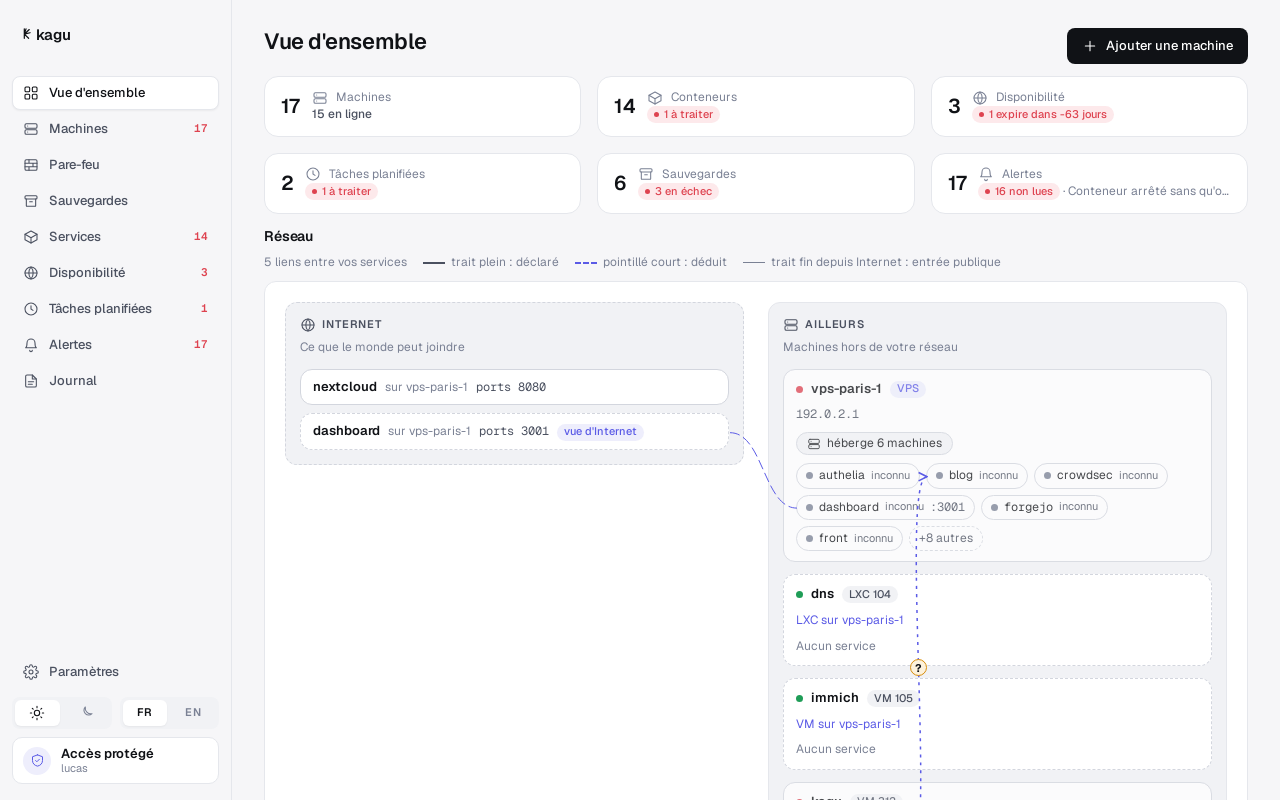 kagu
Vue d'ensemble
Machines 17
Pare-feu
Sauvegardes
Services 14
Disponibilité 3
Tâches planifiées 1
Alertes 17
Journal
Paramètres
FR EN
Accès protégé
lucas
Vue d'ensemble
Ajouter une machine
17 Machines
15 en ligne
14 Conteneurs
1 à traiter
3 Disponibilité
1 expire dans -63 jours
2 Tâches planifiées
1 à traiter
6 Sauvegardes
3 en échec
17 Alertes
16 non lues · Conteneur arrêté sans qu'o…
Réseau
5 liens entre vos services trait plein : déclaré pointillé court : déduit trait fin depuis Internet : entrée publique
INTERNET
Ce que le monde peut joindre
nextcloud sur vps-paris-1 ports 8080
dashboard sur vps-paris-1 ports 3001 vue d'Internet
AILLEURS
Machines hors de votre réseau
vps-paris-1 VPS
192.0.2.1
héberge 6 machines
authelia inconnu blog inconnu crowdsec inconnu
dashboard inconnu :3001 forgejo inconnu
front inconnu +8 autres
dns LXC 104
LXC sur vps-paris-1
Aucun service
?
immich VM 105
VM sur vps-paris-1
Aucun service